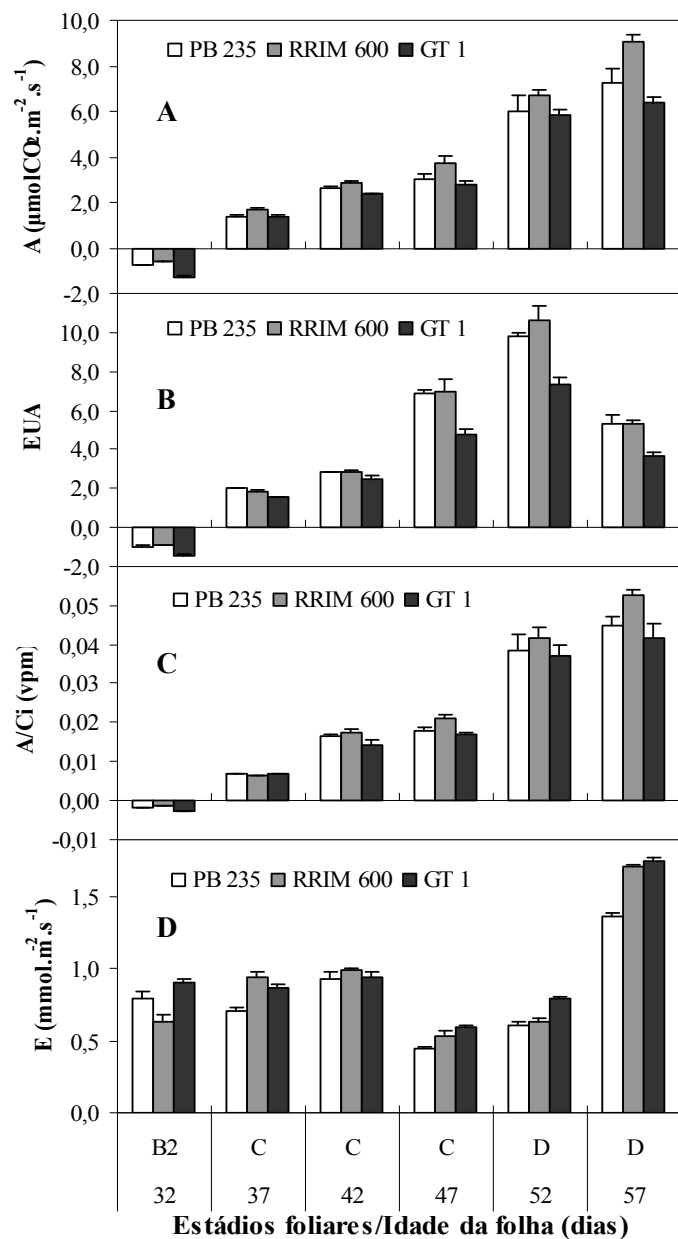 10,0
PB 235 RRIM 600 GT 1
8,0
A
6,0
4,0
2,0
0,0
-2,0
A (µmolCO2.m-2.s-1)
PB 235 RRIM 600 GT 1
10,0
8,0
B
6,0
4,0
2,0
0,0
-2,0
EUA
0,05
PB 235 RRIM 600 GT 1
0,04
C
0,03
0,02
0,01
0,00
-0,01
A/Ci (vpm)
PB 235 RRIM 600 GT 1
1,5
D
1,0
0,5
0,0
E (mmol.m-2.s-1)
B2 C C C D D
32 37 42 47 52 57
Estádios foliares/Idade da folha (dias)